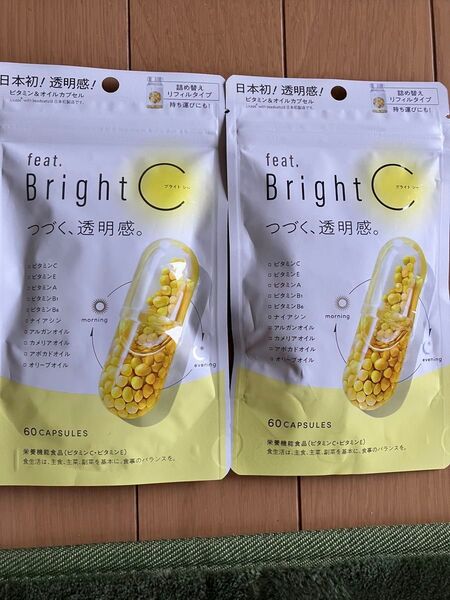 日本初！透明感！
ビタミン&オイルカプセル
詰め替え
リフィルタイプ
持ち運びにも！
feat.
Bright C
ブライト シー
つづく、透明感。
ビタミンC
ビタミンE
ビタミンA
ビタミンB1
ビタミンB6
ナイアシン
アルガンオイル
カメリアオイル
アボカドオイル
オリーブオイル
morning
evening
60 CAPSULES
栄養機能食品(ビタミンC・ビタミンE)
食生活は、主食、主菜、副菜を基本に、食事のバランスを。
日本初！透明感！
ビタミン&オイルカプセル
詰め替え
リフィルタイプ
持ち運びにも！
feat.
Bright C
ブライト シー
つづく、透明感。
ビタミンC
ビタミンE
ビタミンA
ビタミンB1
ビタミンB6
ナイアシン
アルガンオイル
カメリアオイル
アボカドオイル
オリーブオイル
morning
evening
60 CAPSULES
栄養機能食品(ビタミンC・ビタミンE)
食生活は、主食、主菜、副菜を基本に、食事のバランスを。